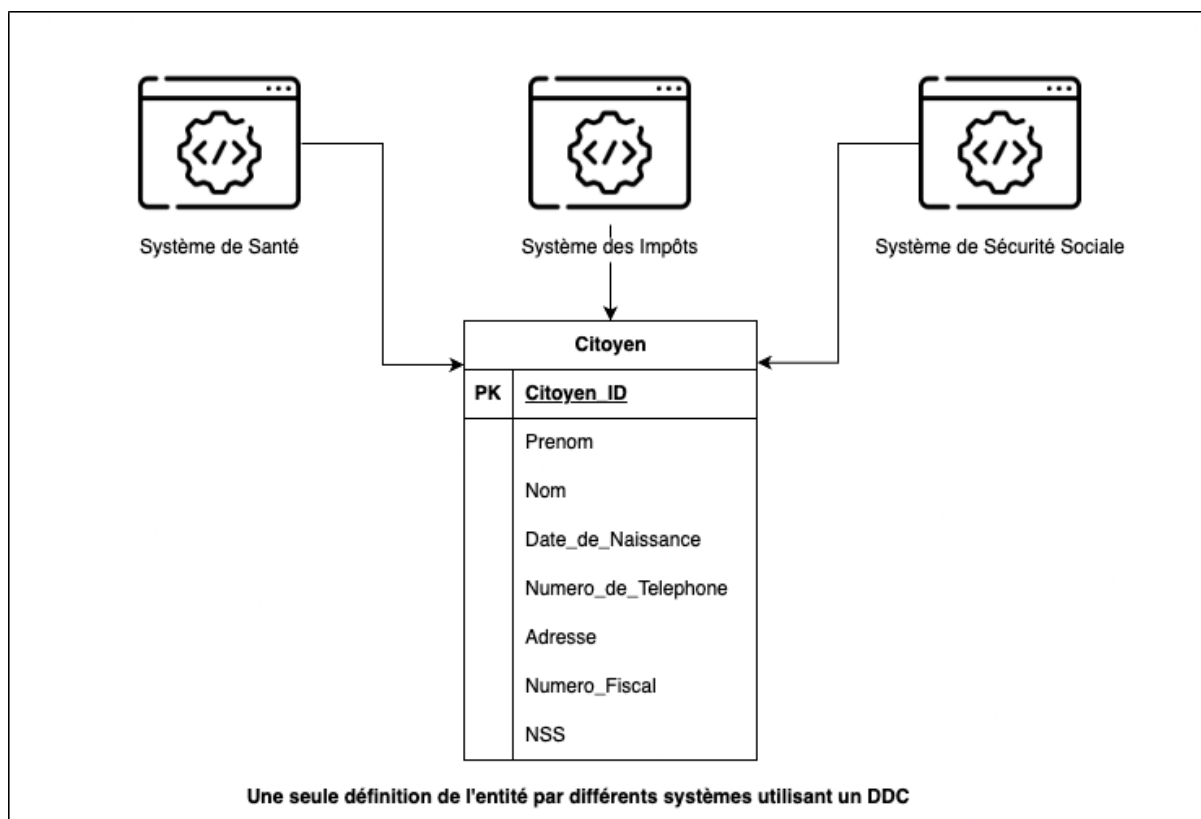 </>
</>
</>
Système de Santé
Système des Impôts
Système de Sécurité Sociale
Citoyen
PK Citoyen_ID
Prenom
Nom
Date_de_Naissance
Numero_de_Telephone
Adresse
Numero_Fiscal
NSS
Une seule définition de l'entité par différents systèmes utilisant un DDC